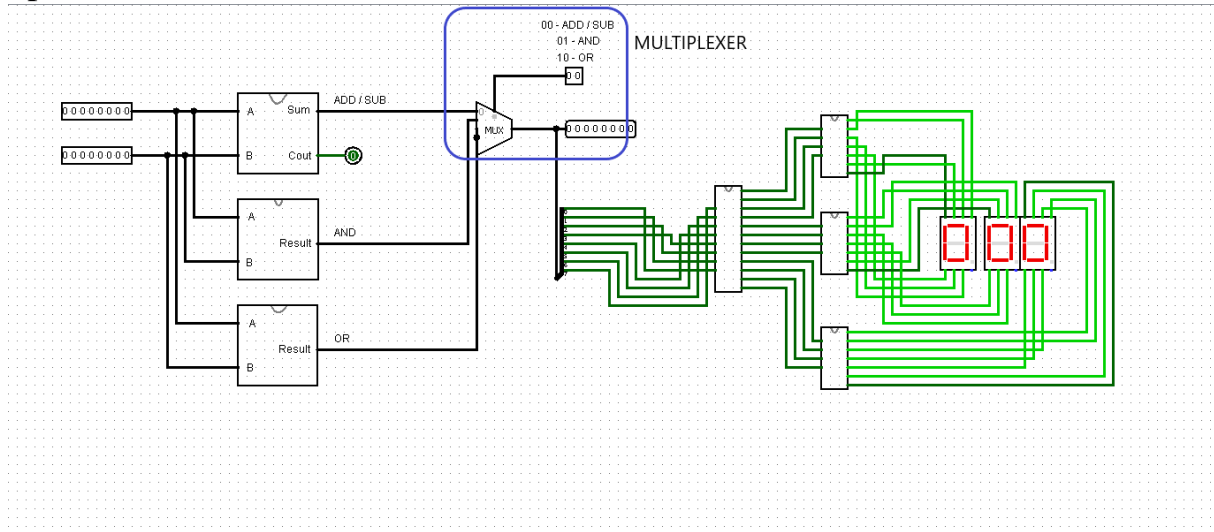 00 - ADD / SUB
01 - AND
10 - OR
MULTIPLEXER
00
ADD / SUB
00000000
A
Sum
0
MUX
00000000
00000000
B
Cout
0
A
Result
AND
B
A
Result
OR
B